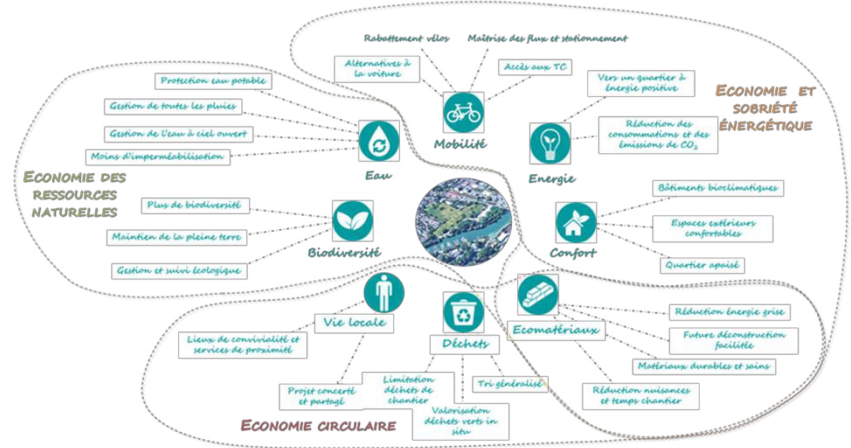 Rabattement vélos
Maîtrise des flux et stationnement
Alternatives à
la voiture
Accès aux TC
Mobilité
Vers un quartier à
énergie positive
Réduction des
consommations et des
émissions de CO₂
Energie
ECONOMIE ET
SOBRIÉTÉ
ÉNERGÉTIQUE
Protection eau potable
Gestion de toutes les pluies
Gestion de l'eau à ciel ouvert
Moins d'imperméabilisation
Eau
ECONOMIE DES
RESSOURCES
NATURELLES
Plus de biodiversité
Maintien de la pleine terre
Gestion et suivi écologique
Biodiversité
Bâtiments bioclimatiques
Espaces extérieurs
confortables
Quartier apaisé
Confort
Vie locale
Lieux de convivialité et
services de proximité
Projet concerté
et partagé
Déchets
Limitation
déchets de
chantier
Tri généralisé
Valorisation
déchets verts in
situ
Ecomatériaux
Réduction énergie grise
Future déconstruction
facilitée
Matériaux durables et sains
Réduction nuisances
et temps chantier
ECONOMIE CIRCULAIRE